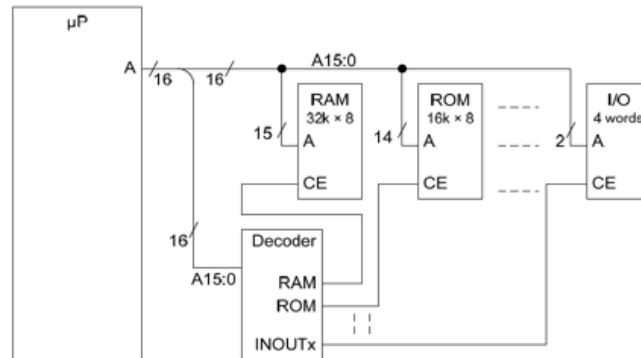 µP
A
16
16
A15:0
RAM
32k × 8
15
A
CE
ROM
16k × 8
14
A
CE
I/O
4 words
2
A
CE
16
A15:0
Decoder
RAM
ROM
INOUTx